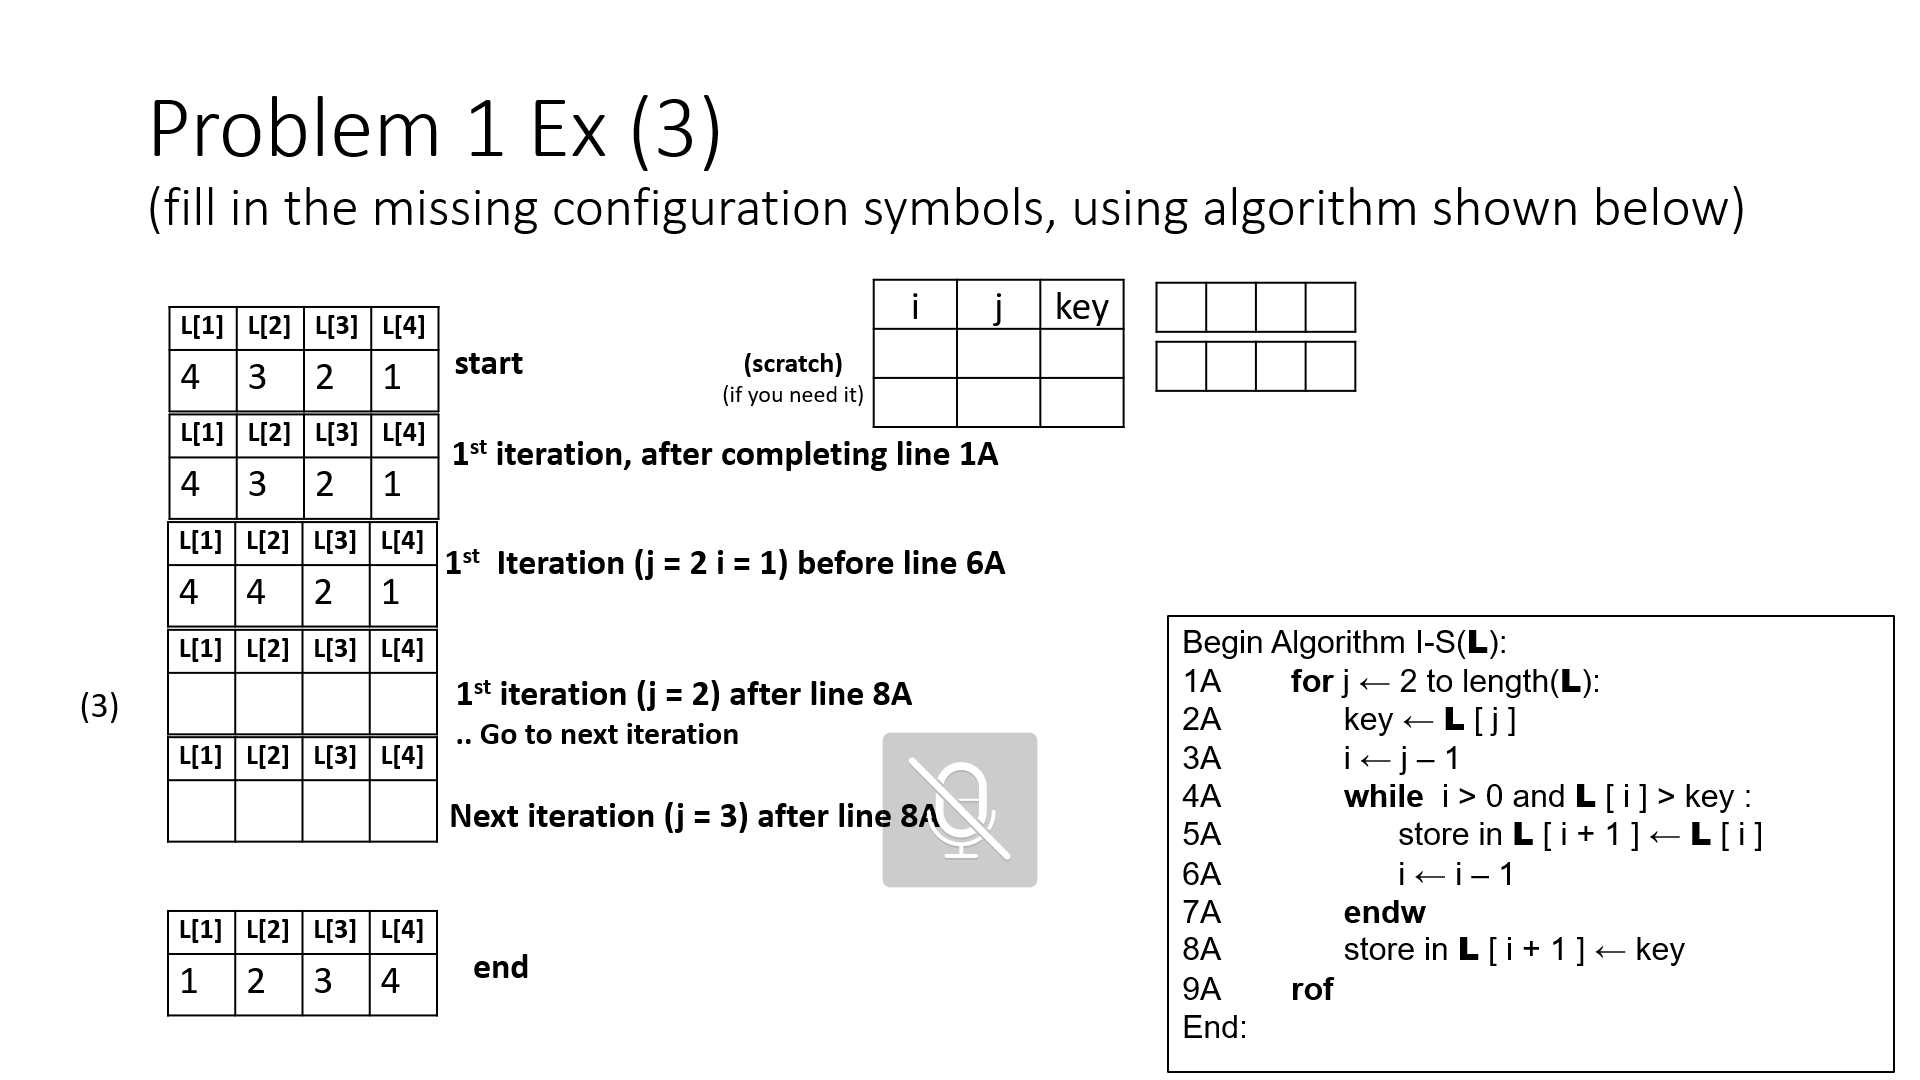 Problem 1 Ex (3)
(fill in the missing configuration symbols, using algorithm shown below)
L[1] L[2] L[3] L[4]
4 3 2 1
start
(scratch)
(if you need it)
i j key
L[1] L[2] L[3] L[4]
4 3 2 1
1st iteration, after completing line 1A
L[1] L[2] L[3] L[4]
4 4 2 1
1st Iteration (j = 2 i = 1) before line 6A
(3)
L[1] L[2] L[3] L[4]
1st iteration (j = 2) after line 8A
.. Go to next iteration
L[1] L[2] L[3] L[4]
Next iteration (j = 3) after line 8A
L[1] L[2] L[3] L[4]
1 2 3 4
end
Begin Algorithm I-S(L):
1A for j ← 2 to length(L):
2A key ← L [ j ]
3A i ← j – 1
4A while i > 0 and L [ i ] > key :
5A store in L [ i + 1 ] ← L [ i ]
6A i ← i – 1
7A endw
8A store in L [ i + 1 ] ← key
9A rof
End: